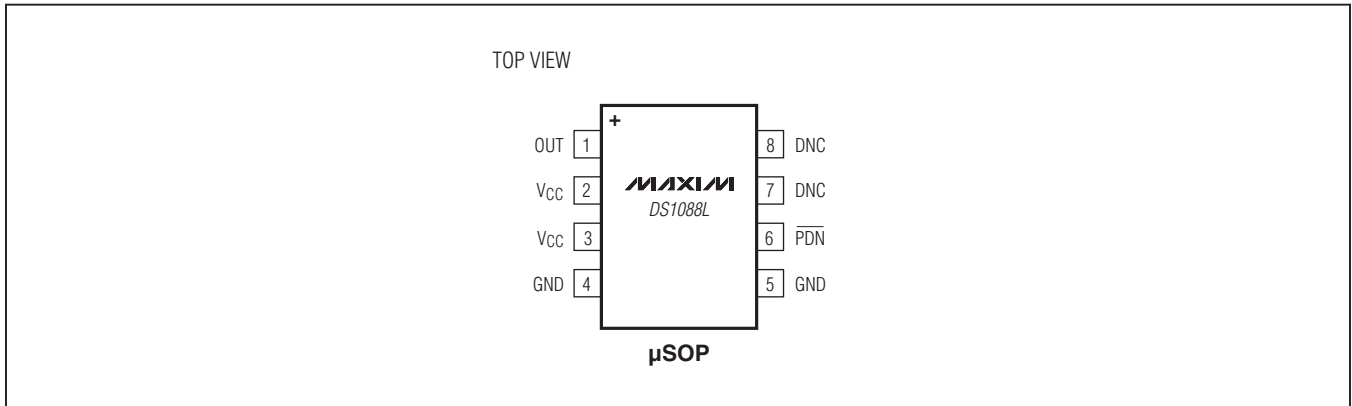 TOP VIEW
+
OUT 1 8 DNC
VCC 2 MAXIM 7 DNC
DS1088L
VCC 3 6 PDN
GND 4 5 GND
µSOP